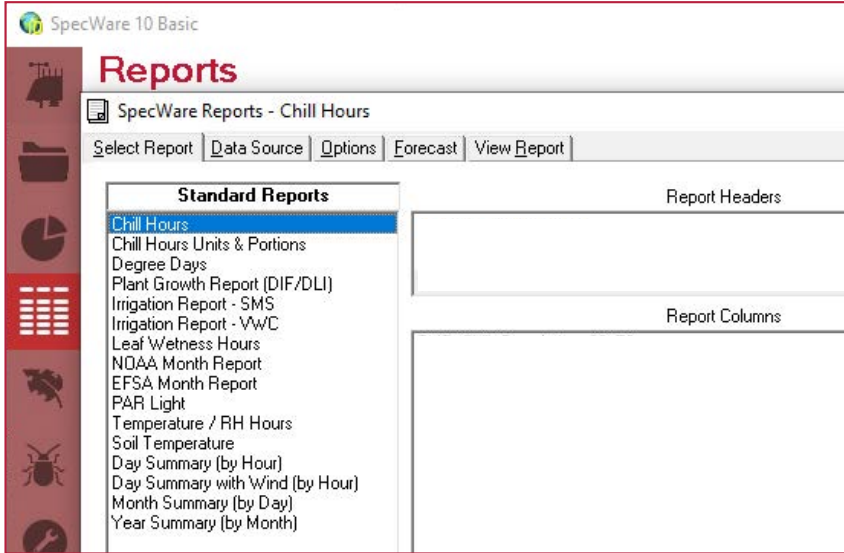 SpecWare 10 Basic
Reports
SpecWare Reports - Chill Hours
Select Report Data Source Options Forecast View Report
Standard Reports
Chill Hours
Chill Hours Units & Portions
Degree Days
Plant Growth Report (DIF/DLI)
Irrigation Report - SMS
Irrigation Report - VWC
Leaf Wetness Hours
NOAA Month Report
EFSA Month Report
PAR Light
Temperature / RH Hours
Soil Temperature
Day Summary (by Hour)
Day Summary with Wind (by Hour)
Month Summary (by Day)
Year Summary (by Month)
Report Headers
Report Columns